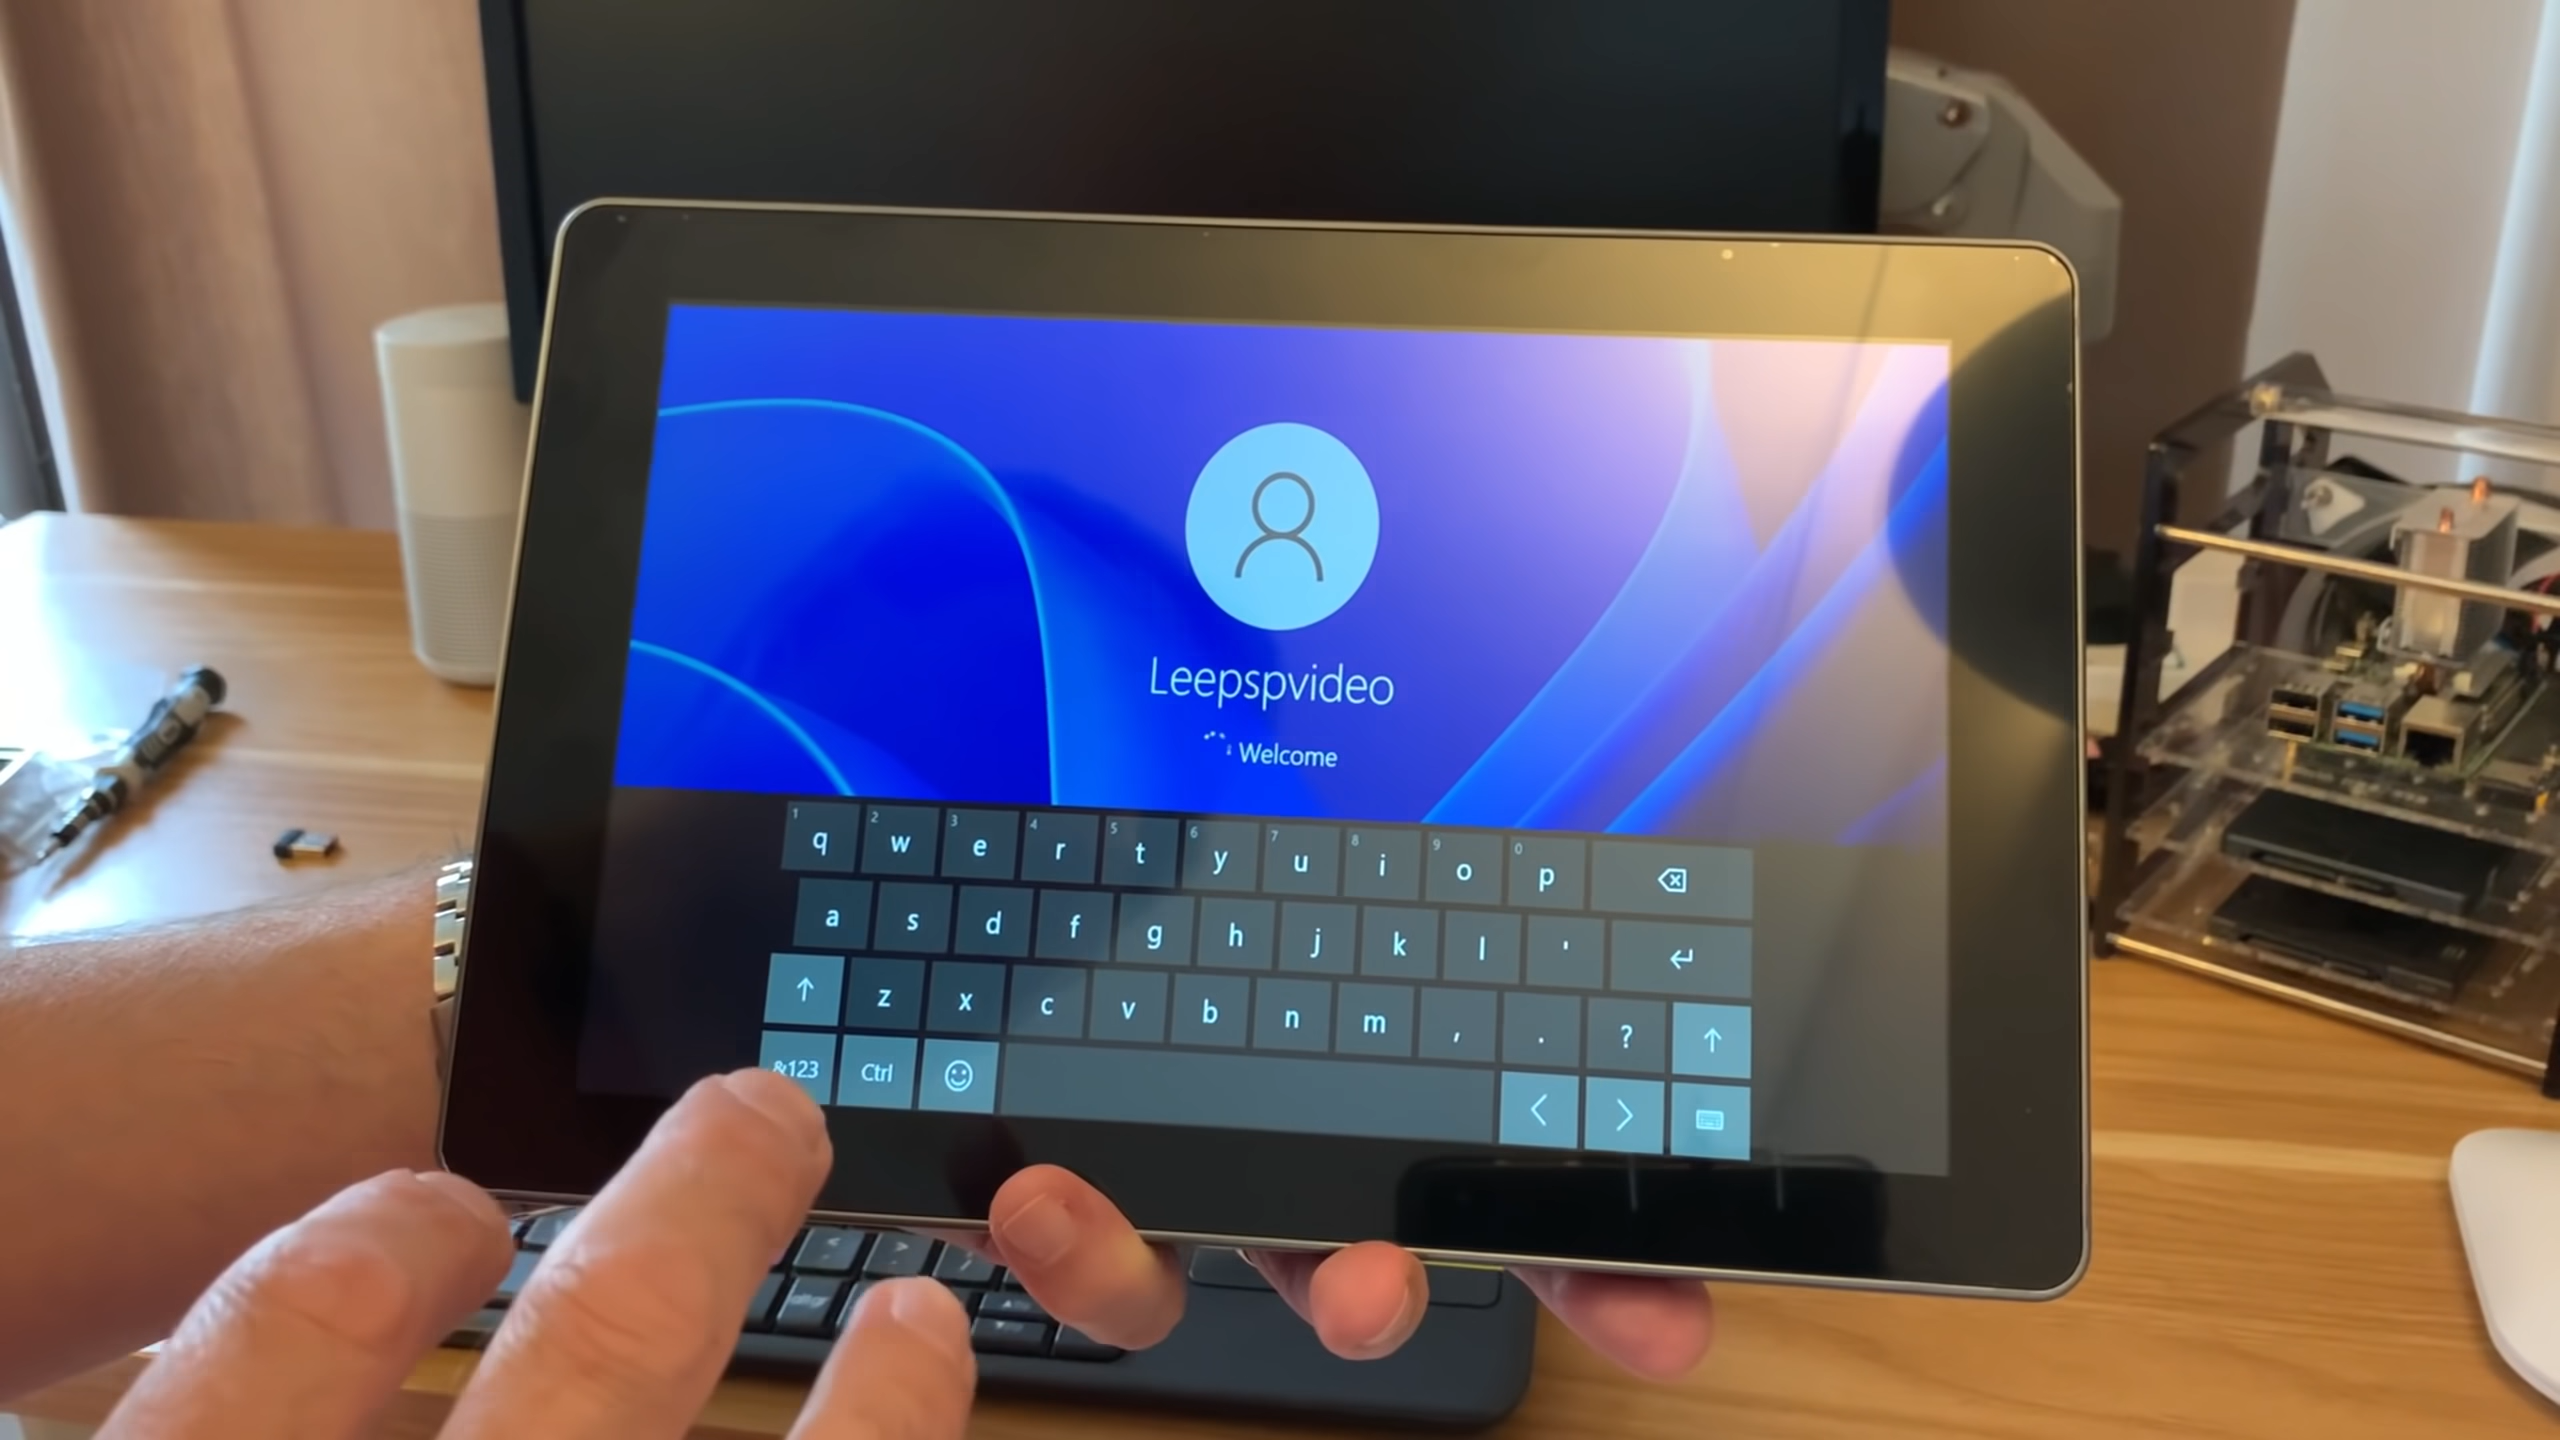 Leepspvideo
Welcome
1 2 3 4 5 6 7 8 9 0
q w e r t y u i o p
a s d f g h j k l '
z x c v b n m , . ?
&123 Ctrl